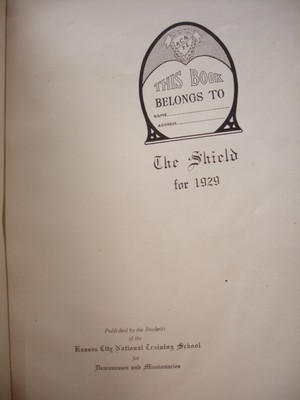 THIS BOOK
BELONGS TO
NAME
ADDRESS
The Shield
for 1929
Published by the Students
of the
Kansas City National Training School
for
Deaconesses and Missionaries